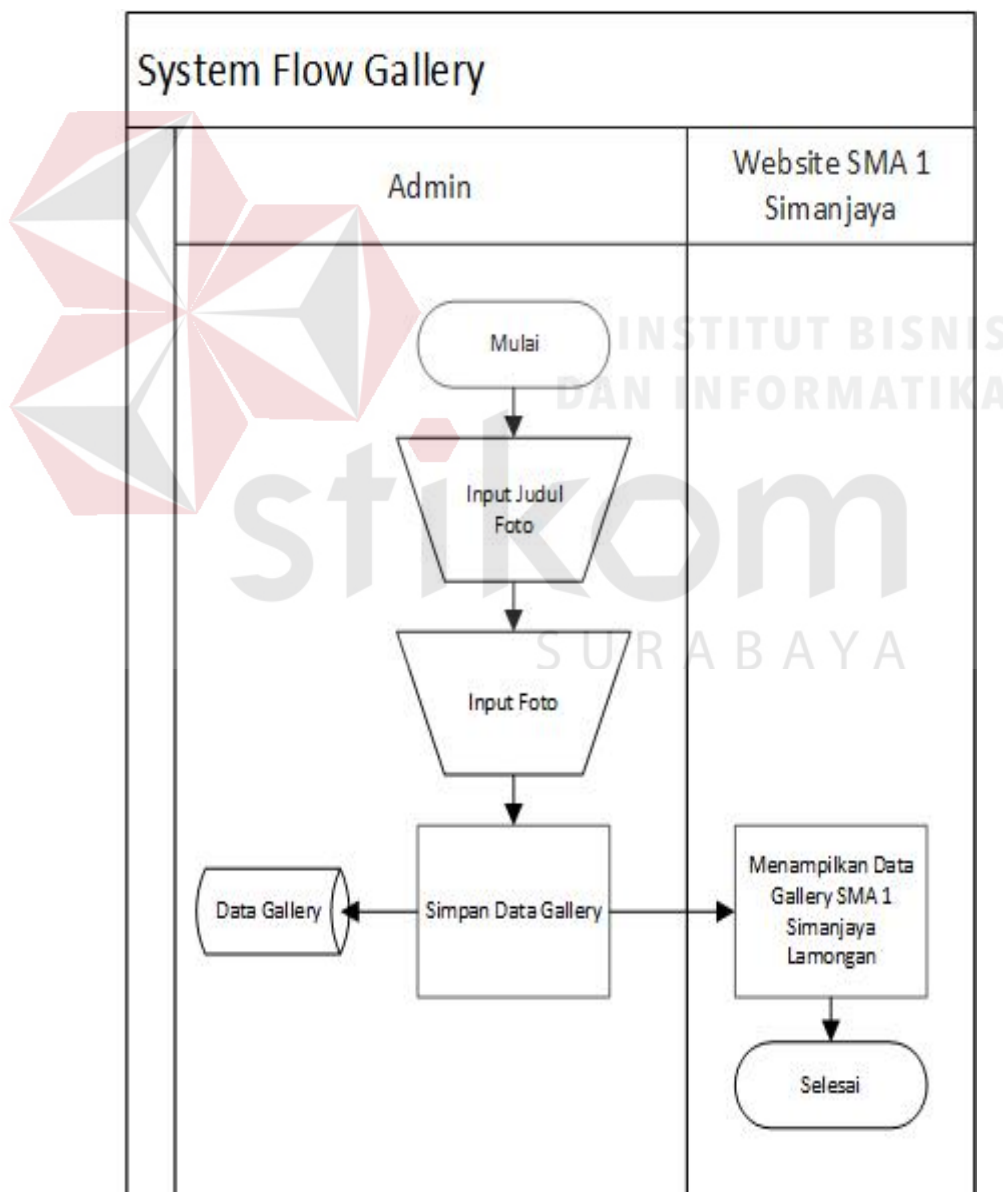 System Flow Gallery
Admin
Website SMA 1
Simanjaya
Mulai
INSTITUT BISNIS
DAN INFORMATIKA
stikom
SURABAYA
Input Judul
Foto
Input Foto
Data Gallery
Simpan Data Gallery
Menampilkan Data
Gallery SMA 1
Simanjaya
Lamongan
Selesai